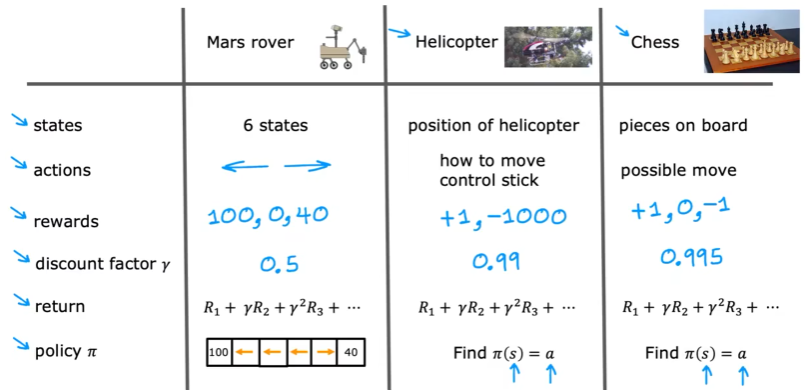 Mars rover Helicopter Chess
states 6 states position of helicopter pieces on board
actions ← → how to move control stick possible move
rewards 100, 0, 40 +1, -1000 +1, 0, -1
discount factor γ 0.5 0.99 0.995
return R₁ + γR₂ + γ²R₃ + ⋯ R₁ + γR₂ + γ²R₃ + ⋯ R₁ + γR₂ + γ²R₃ + ⋯
policy π 100 ← ← ← → 40 Find π(s) = a Find π(s) = a